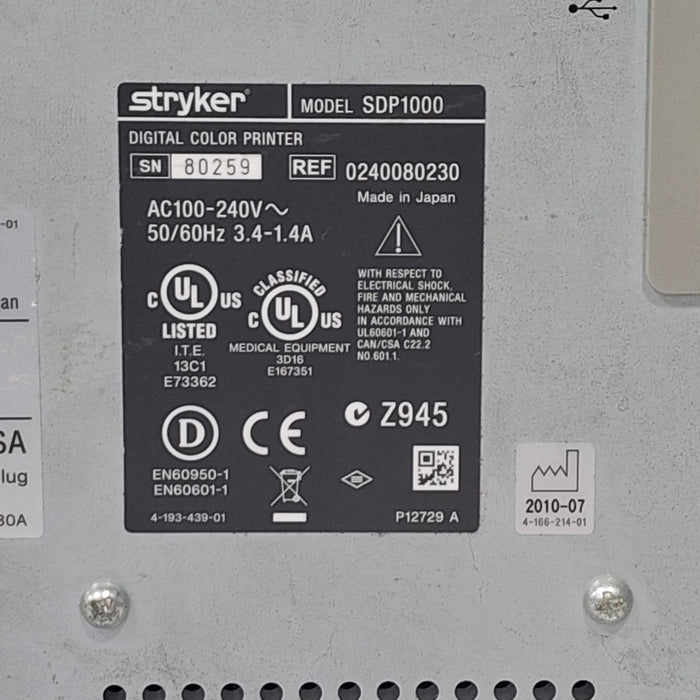 stryker® MODEL SDP1000
DIGITAL COLOR PRINTER
SN 80259 REF 0240080230
Made in Japan
AC100-240V～
50/60Hz 3.4-1.4A
C UL US
LISTED
I.T.E.
13C1
E73362
CLASSIFIED
C UL US
MEDICAL EQUIPMENT
3D16
E167351
WITH RESPECT TO
ELECTRICAL SHOCK,
FIRE AND MECHANICAL
HAZARDS ONLY
IN ACCORDANCE WITH
UL60601-1 AND
CAN/CSA C22.2
NO.601.1.
D CE Z945
EN60950-1
EN60601-1
4-193-439-01 P12729 A
2010-07
4-166-214-01
-01
an
SA
lug
30A